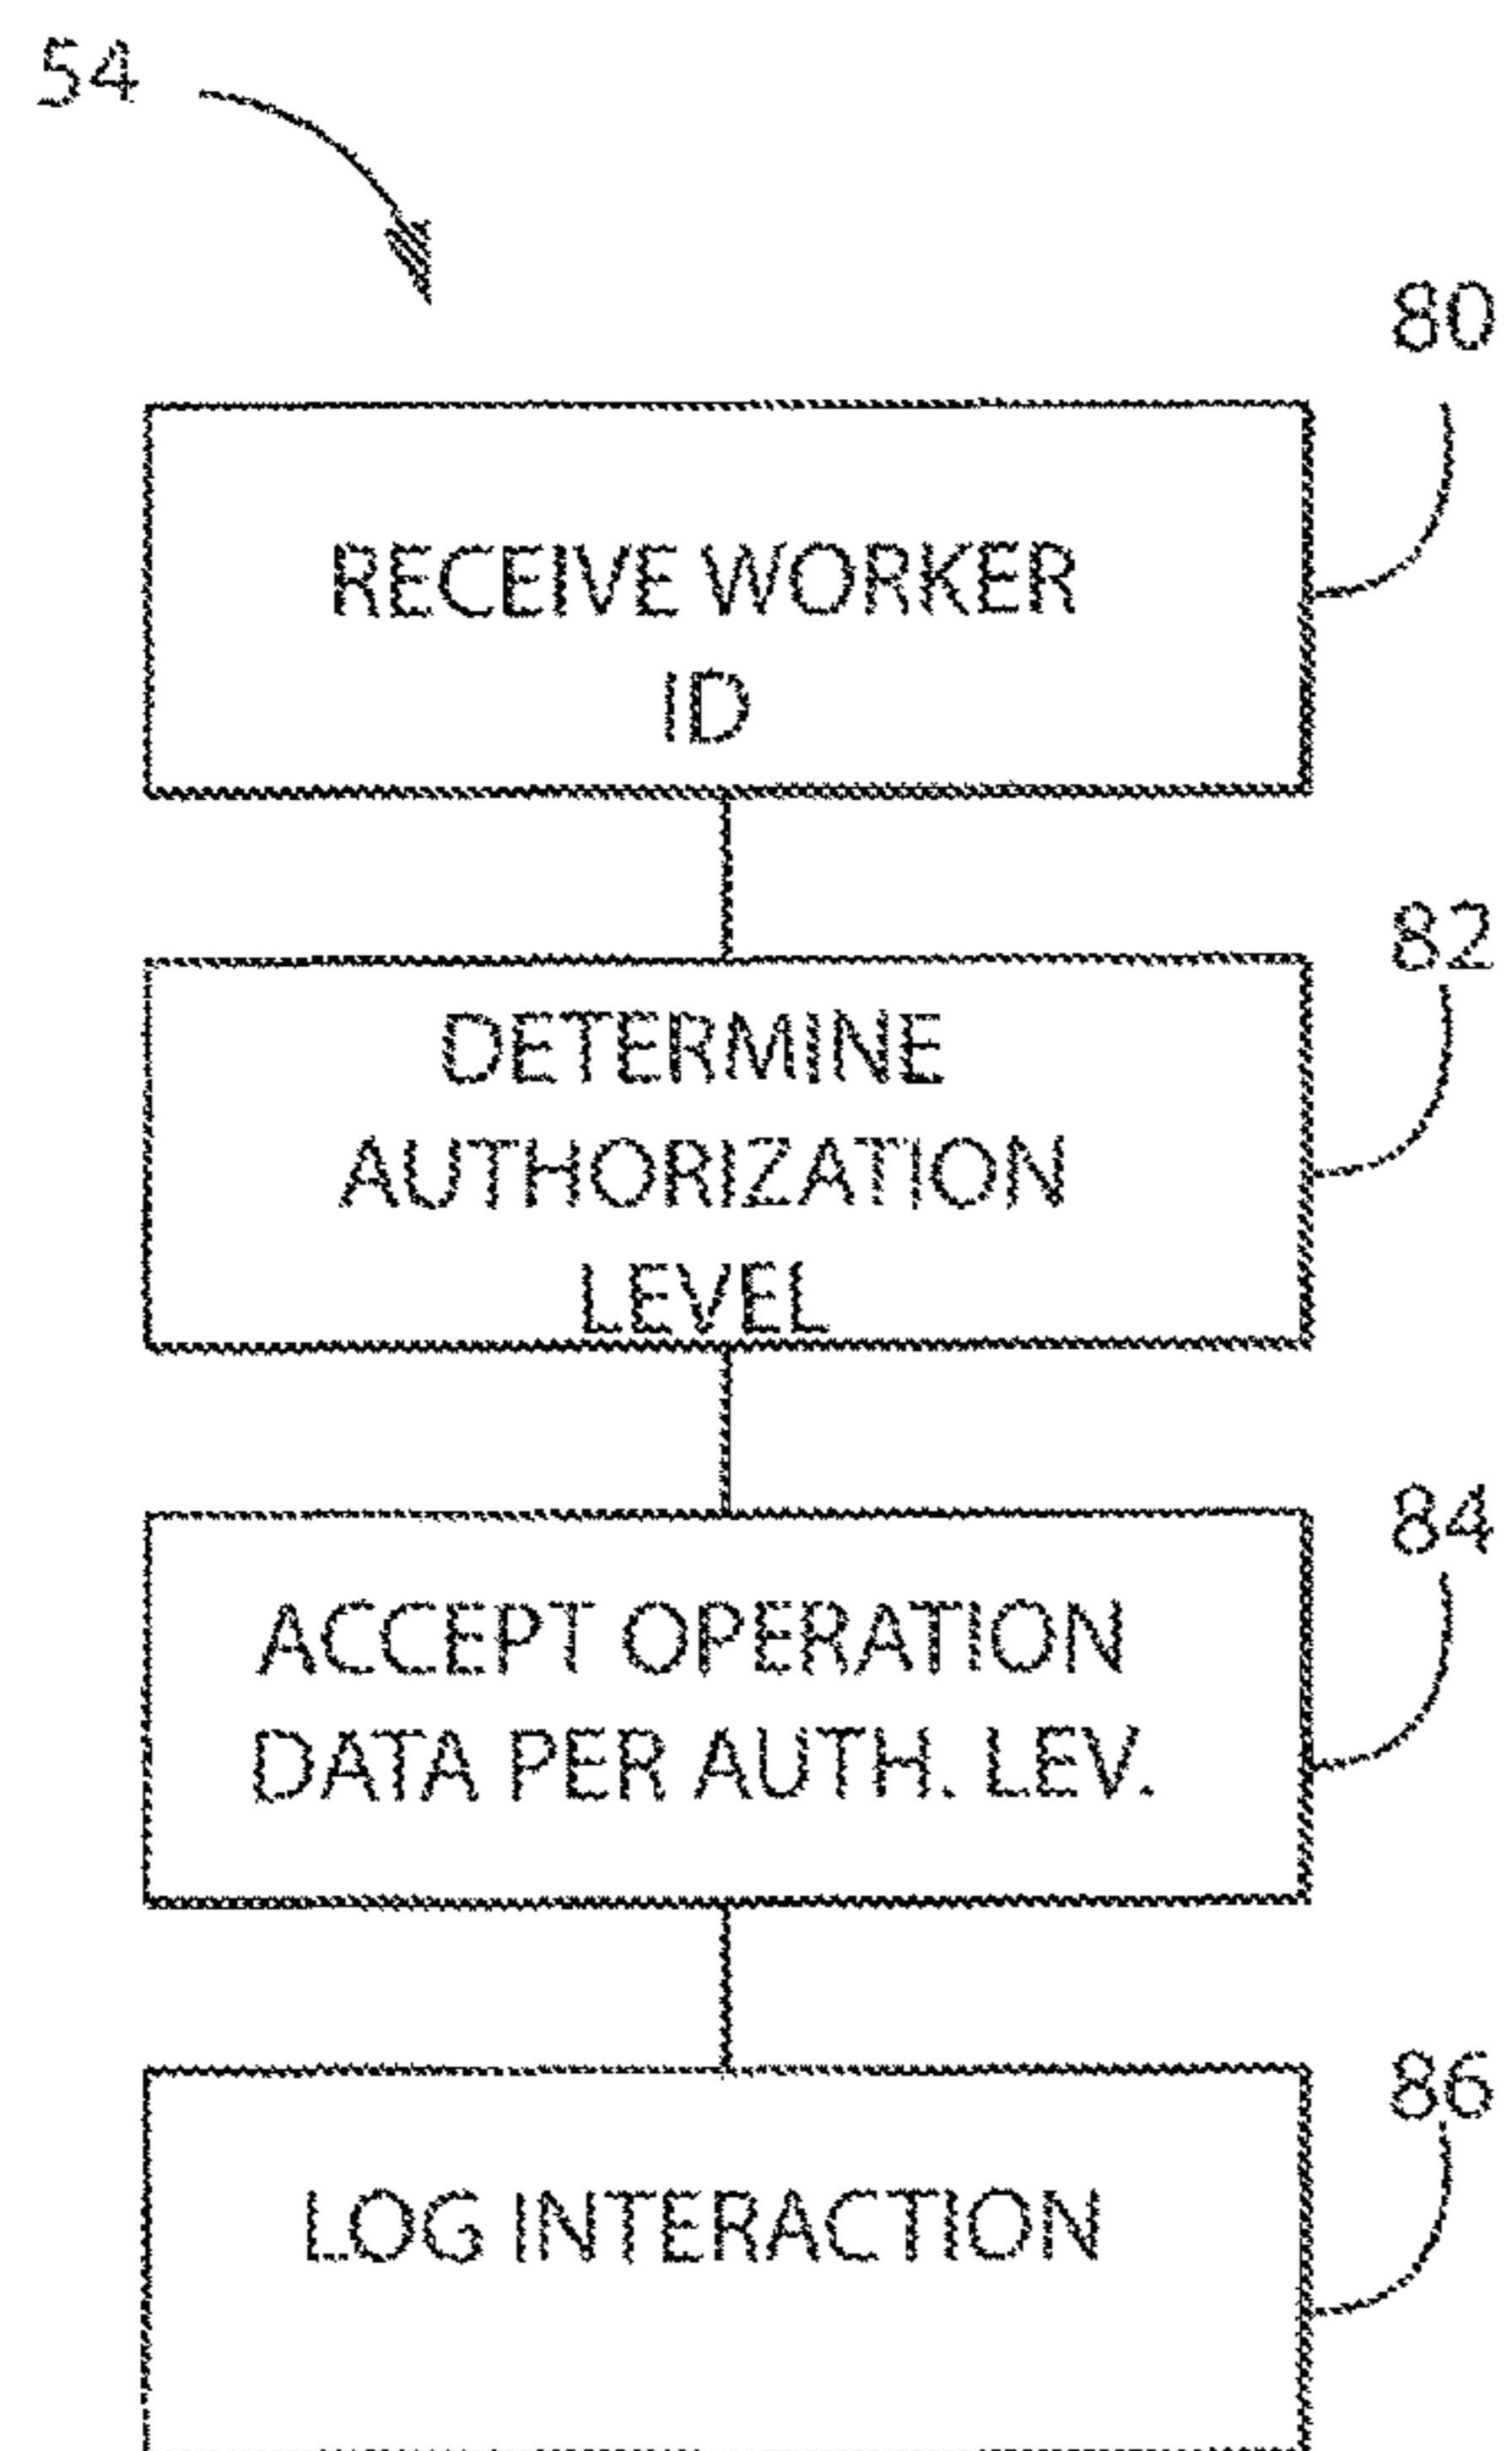 54
80
RECEIVE WORKER
ID
82
DETERMINE
AUTHORIZATION
LEVEL
84
ACCEPT OPERATION
DATA PER AUTH. LEV.
86
LOG INTERACTION